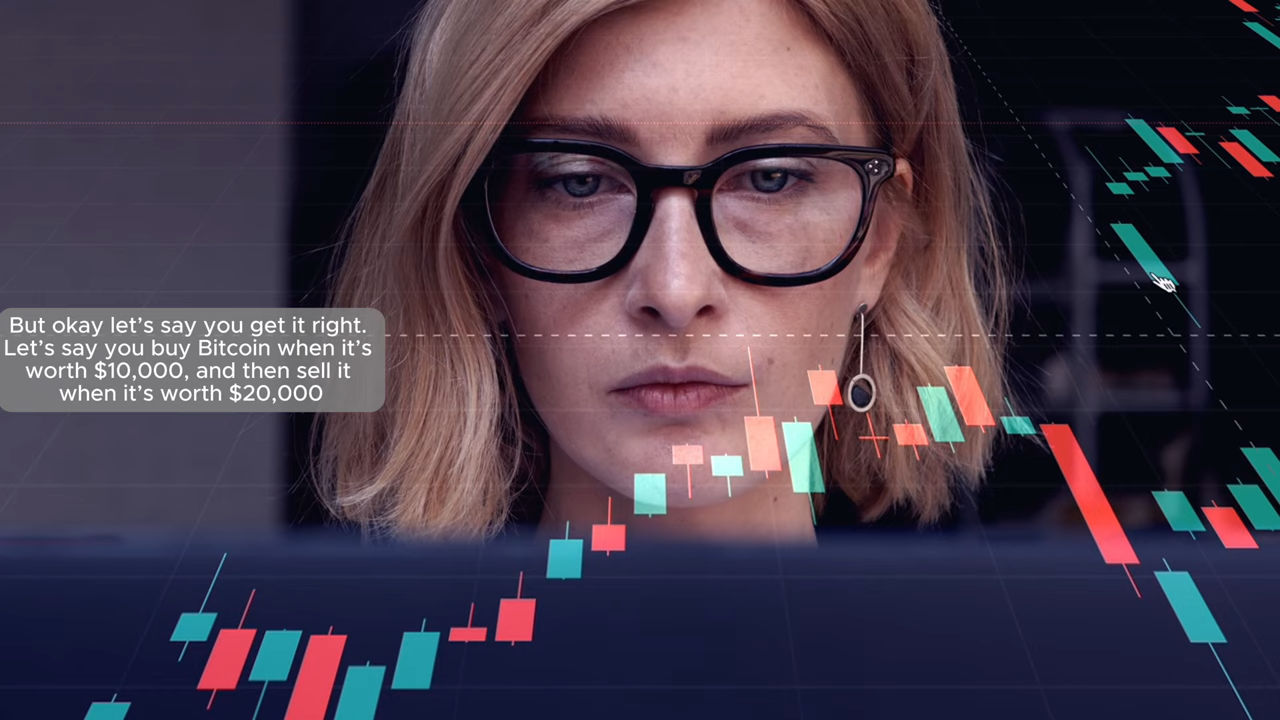 But okay let's say you get it right.
Let's say you buy Bitcoin when it's
worth $10,000, and then sell it
when it's worth $20,000